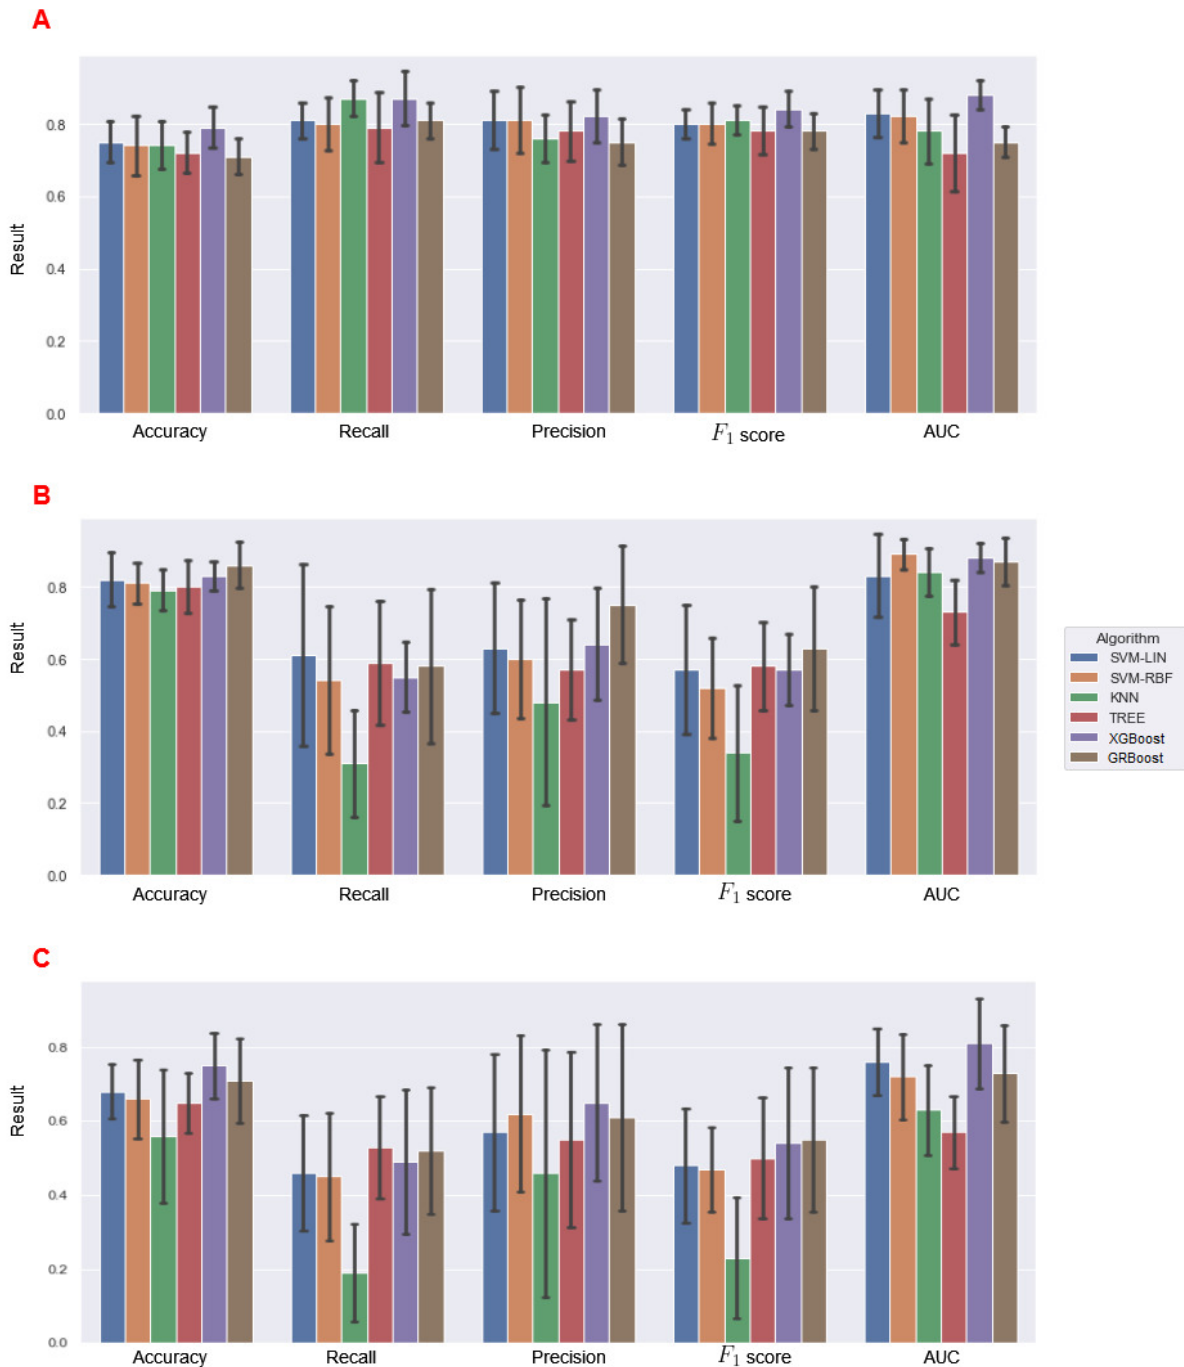 A
Result
0.8
0.6
0.4
0.2
0.0
Accuracy
Recall
Precision
F1 score
AUC
B
Result
0.8
0.6
0.4
0.2
0.0
Accuracy
Recall
Precision
F1 score
AUC
Algorithm
SVM-LIN
SVM-RBF
KNN
TREE
XGBoost
GRBoost
C
Result
0.8
0.6
0.4
0.2
0.0
Accuracy
Recall
Precision
F1 score
AUC